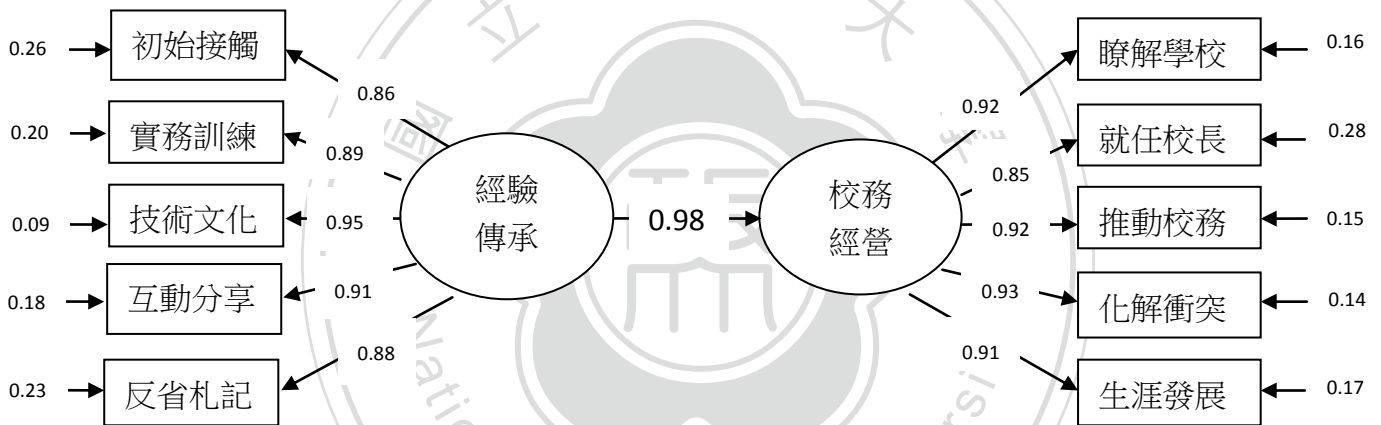 0.26
初始接觸
0.86
0.20
實務訓練
0.89
0.09
技術文化
0.95
0.18
互動分享
0.91
0.23
反省札記
0.88
經驗
傳承
0.98
校務
經營
0.92
瞭解學校
0.16
0.85
就任校長
0.28
0.92
推動校務
0.15
0.93
化解衝突
0.14
0.91
生涯發展
0.17